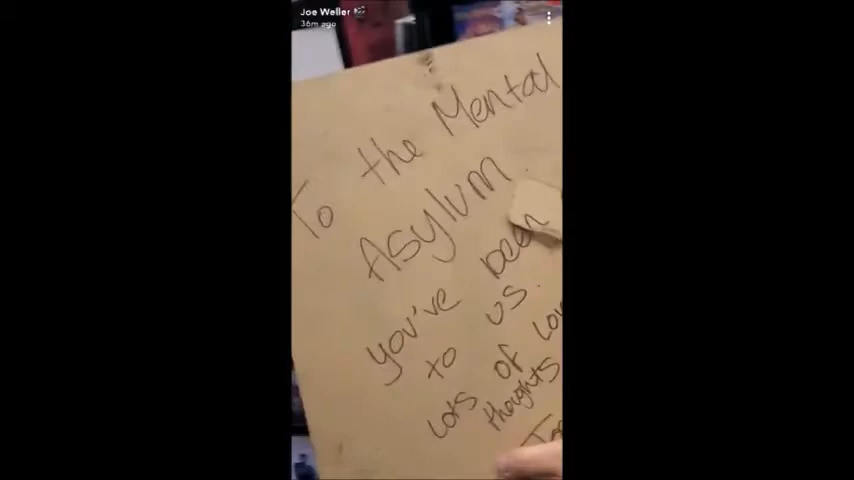 Joe Weller
36m ago
To the Mental
Asylum
you've been
to us.
Lots of
thoughts